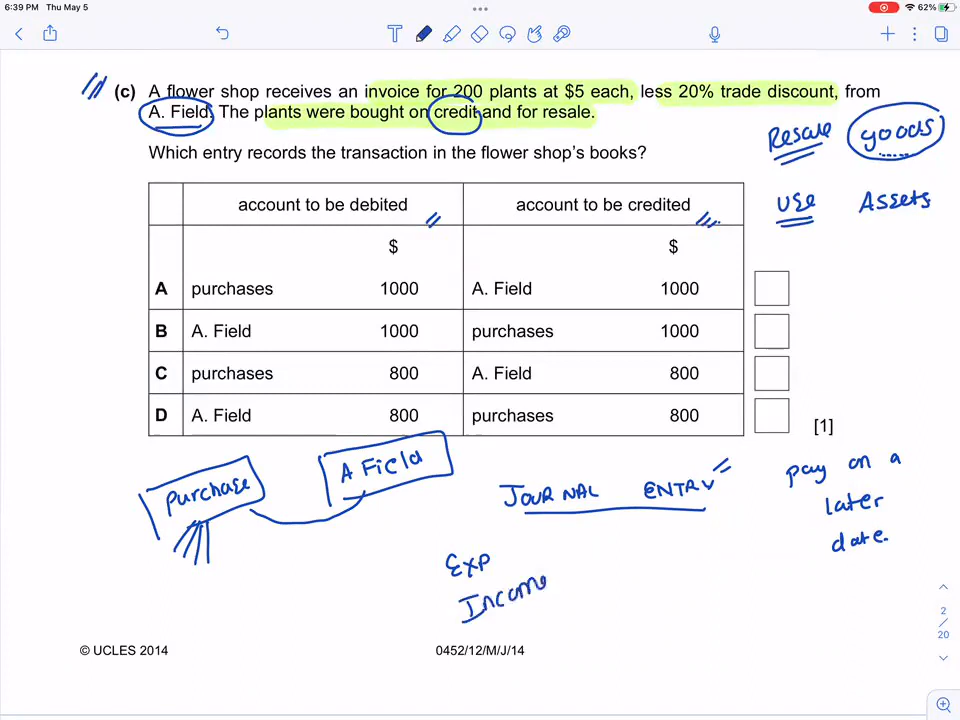 6:39 PM Thu May 5
62%
(c) A flower shop receives an invoice for 200 plants at $5 each, less 20% trade discount, from
A. Field. The plants were bought on credit and for resale.
Resale goods
Which entry records the transaction in the flower shop's books?
use Assets
account to be debited account to be credited
$ $
A purchases 1000 A. Field 1000
B A. Field 1000 purchases 1000
C purchases 800 A. Field 800
D A. Field 800 purchases 800
[1]
purchase A Field JOURNAL ENTRY
pay on a
later
date.
Exp
Income
2
/
20
© UCLES 2014 0452/12/M/J/14